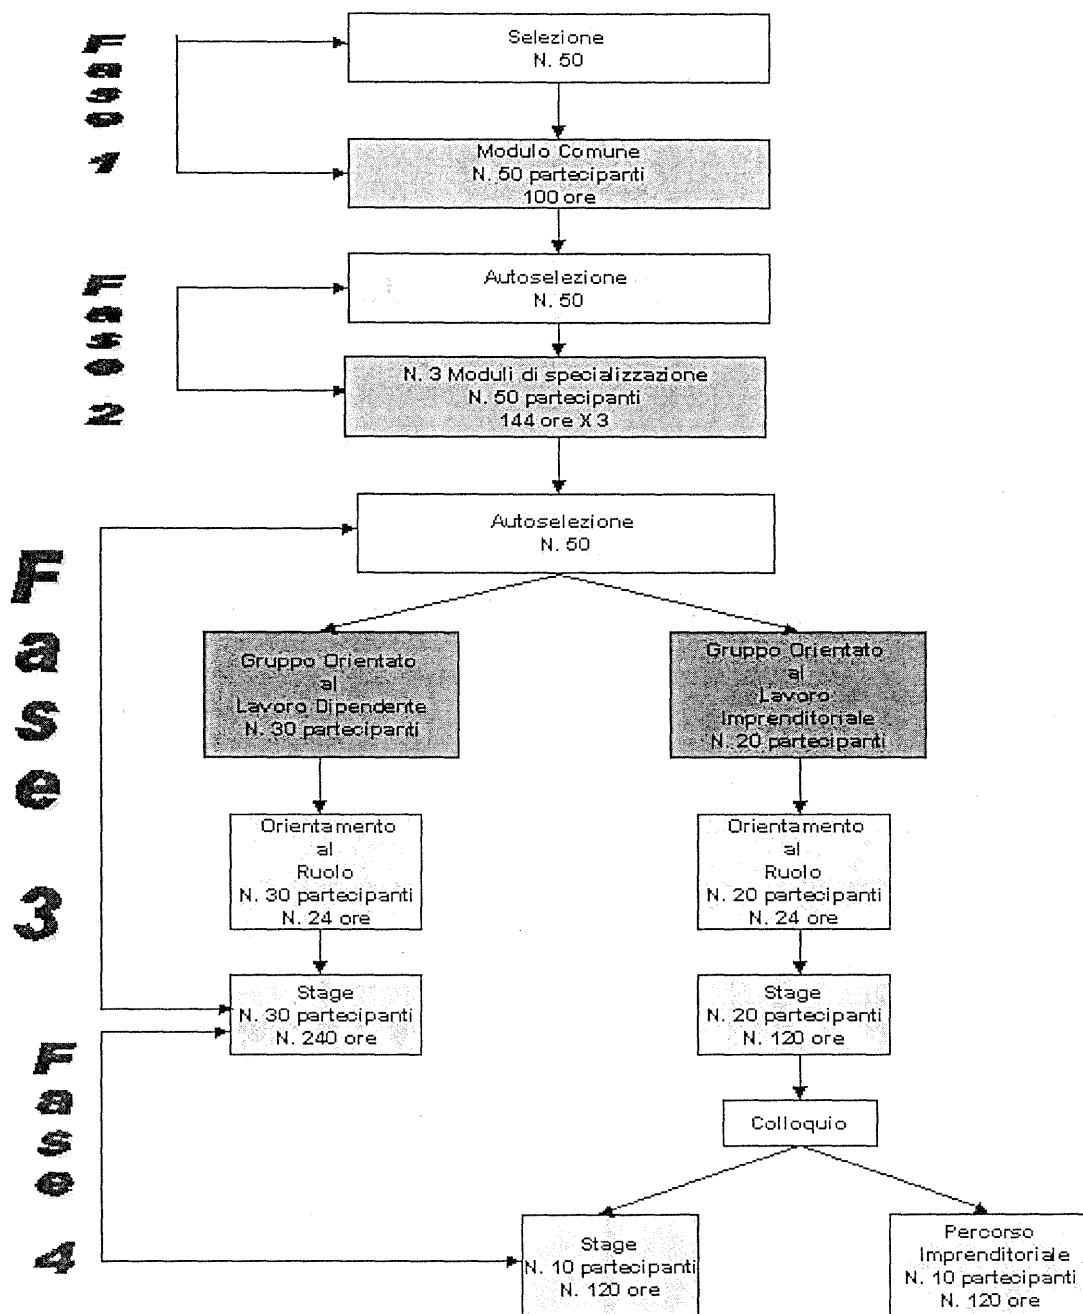 Fase 1
Selezione
N. 50
Modulo Comune
N. 50 partecipanti
100 ore
Fase 2
Autoselezione
N. 50
N. 3 Moduli di specializzazione
N. 50 partecipanti
144 ore X 3
Fase 3
Autoselezione
N. 50
Gruppo Orientato
al
Lavoro Dipendente
N. 30 partecipanti
Gruppo Orientato
al
Lavoro
Imprenditoriale
N. 20 partecipanti
Orientamento
al
Ruolo
N. 30 partecipanti
N. 24 ore
Orientamento
al
Ruolo
N. 20 partecipanti
N. 24 ore
Stage
N. 30 partecipanti
N. 240 ore
Stage
N. 20 partecipanti
N. 120 ore
Fase 4
Colloquio
Stage
N. 10 partecipanti
N. 120 ore
Percorso
Imprenditoriale
N. 10 partecipanti
N. 120 ore